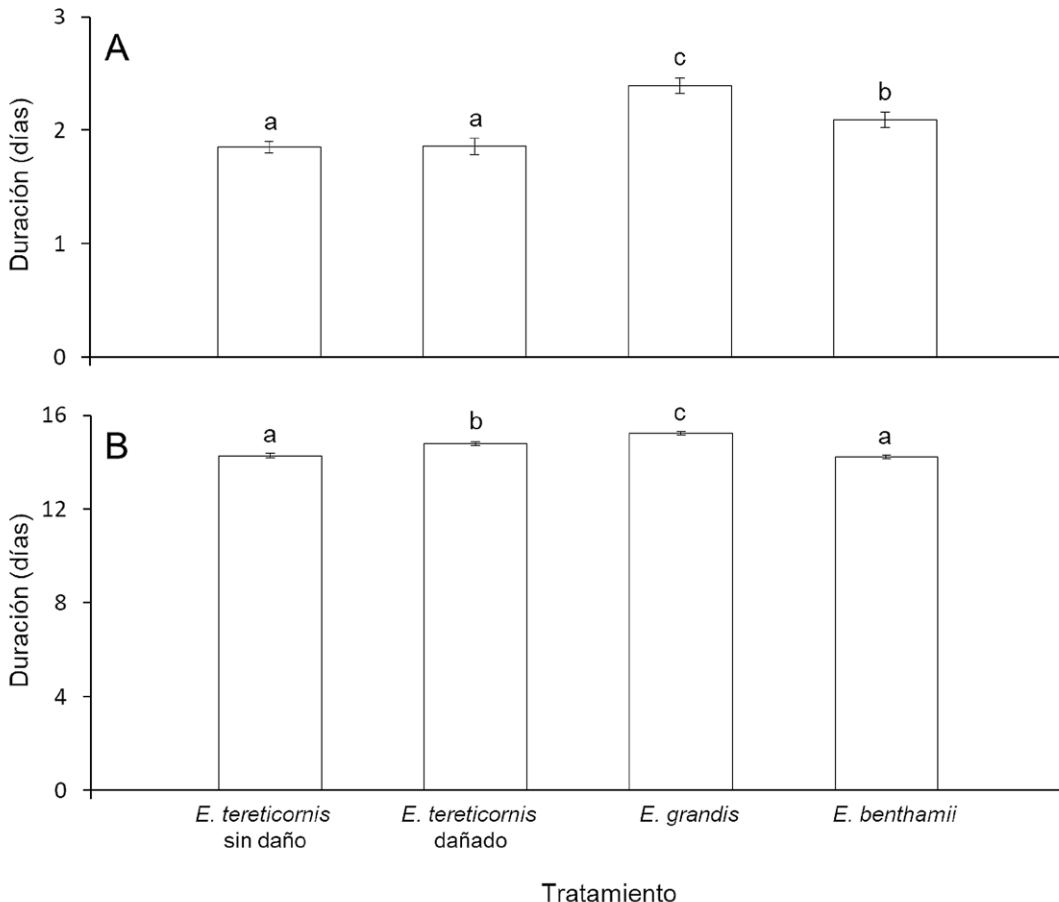 A
Duración (días)
3
2
1
0
a
a
c
b
B
Duración (días)
16
12
8
4
0
a
b
c
a
E. tereticornis
sin daño
E. tereticornis
dañado
E. grandis
E. benthamii
Tratamiento